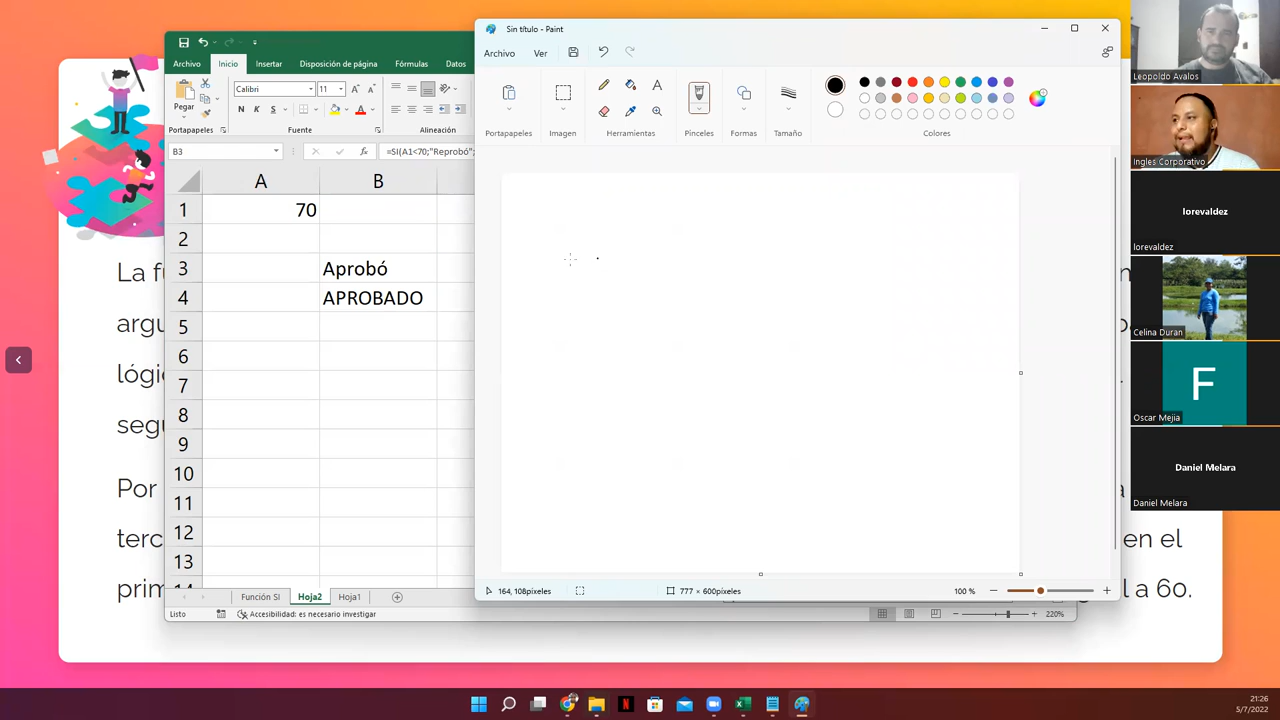 Sin título - Paint
Archivo Ver
Portapapeles Imagen Herramientas Pinceles Formas Tamaño Colores
164, 108píxeles 777 × 600píxeles 100 %
Archivo Inicio Insertar Disposición de página Fórmulas Datos
Pegar Calibri 11
N K S
Portapapeles Fuente Alineación
B3 fx =SI(A1<70;"Reprobó";
A B
1 70
2
3 Aprobó
4 APROBADO
5
6
7
8
9
10
11
12
13
Función SI Hoja2 Hoja1
Listo Accesibilidad: es necesario investigar 220%
La f
argu
lógi
segu
Por
terc en el
prim l a 60.
Leopoldo Avalos
Ingles Corporativo
lorevaldez
lorevaldez
Celina Duran
F
Oscar Mejia
Daniel Melara
Daniel Melara
21:26
5/7/2022